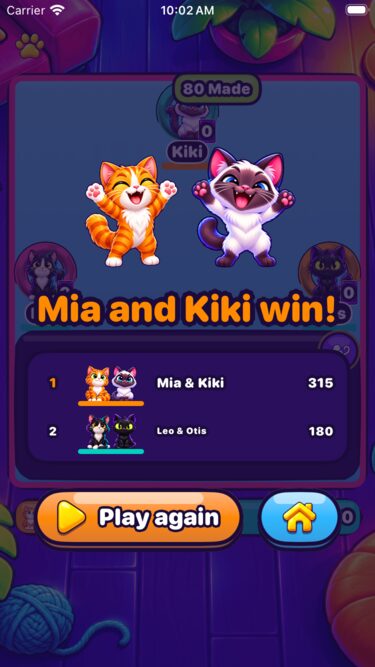 Carrier 10:02 AM
80 Made
0
Kiki
0
Mia and Kiki win!
1 Mia & Kiki 315
2 Leo & Otis 180
Play again
0